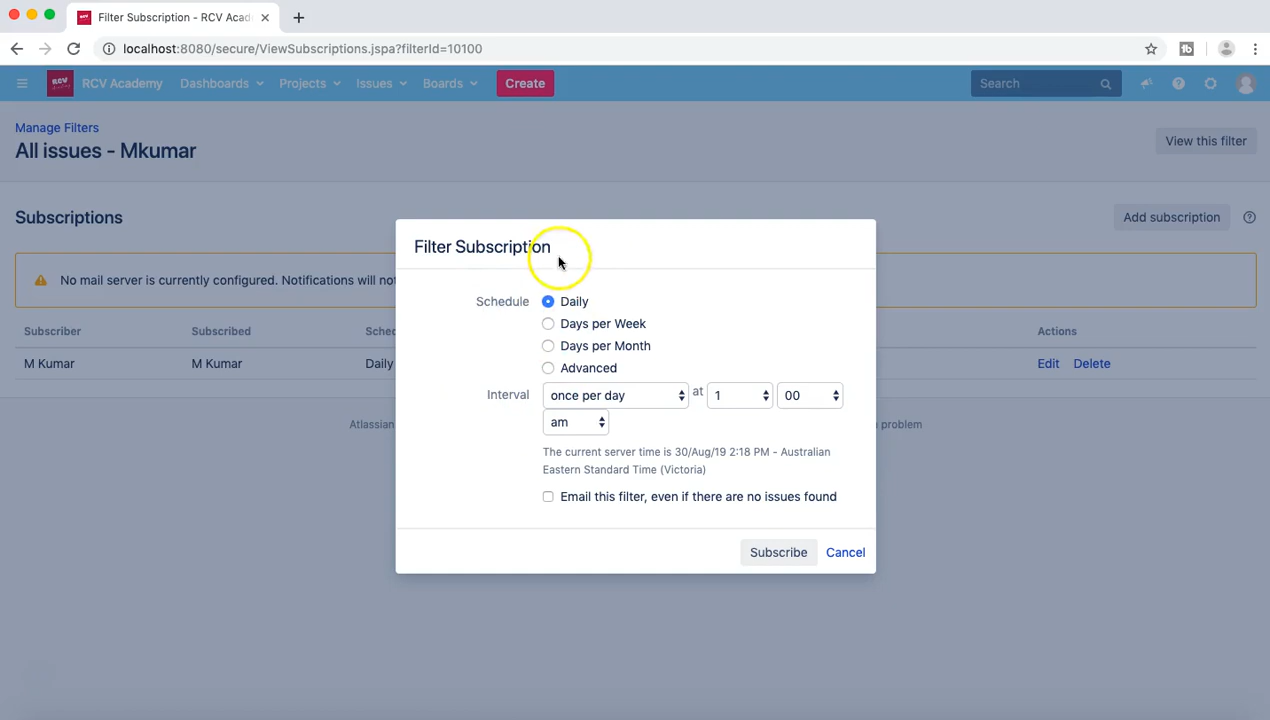 Filter Subscription - RCV Acad
localhost:8080/secure/ViewSubscriptions.jspa?filterId=10100
RCV RCV Academy Dashboards Projects Issues Boards Create Search
Manage Filters
All issues - Mkumar
View this filter
Subscriptions
Add subscription
Filter Subscription
No mail server is currently configured. Notifications will not
Subscriber Subscribed Sched Actions
M Kumar M Kumar Daily Edit Delete
Schedule Daily
Days per Week
Days per Month
Advanced
Interval once per day at 1 00
am
Atlassian a problem
The current server time is 30/Aug/19 2:18 PM - Australian
Eastern Standard Time (Victoria)
Email this filter, even if there are no issues found
Subscribe Cancel